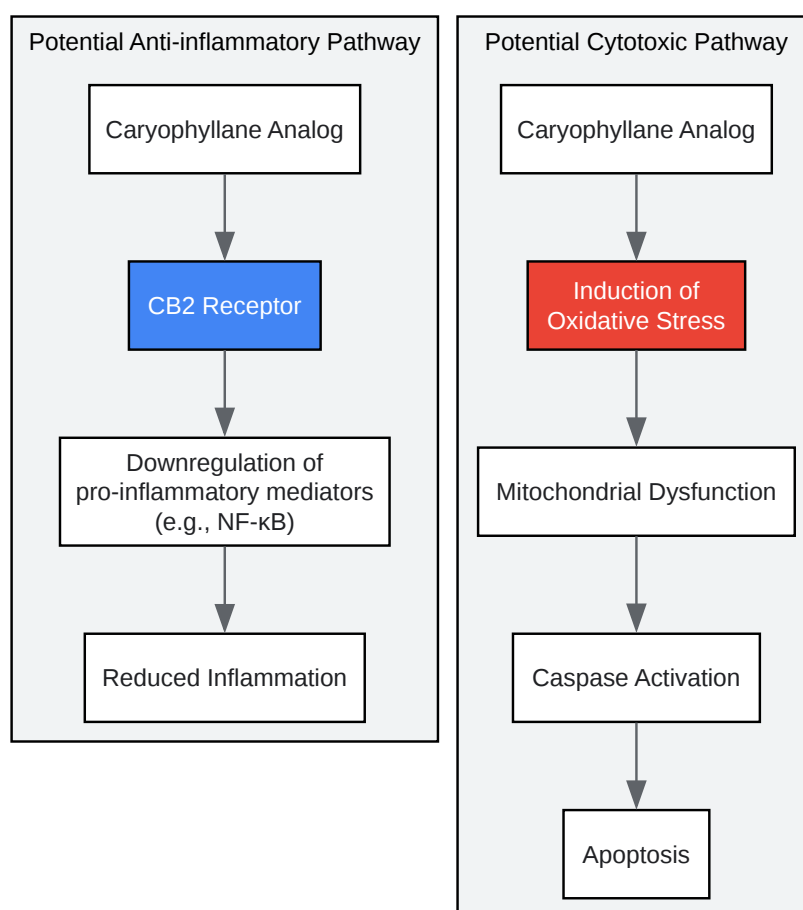 Potential Anti-inflammatory Pathway
Caryophyllane Analog
CB2 Receptor
Downregulation of
pro-inflammatory mediators
(e.g., NF-κB)
Reduced Inflammation
Potential Cytotoxic Pathway
Caryophyllane Analog
Induction of
Oxidative Stress
Mitochondrial Dysfunction
Caspase Activation
Apoptosis